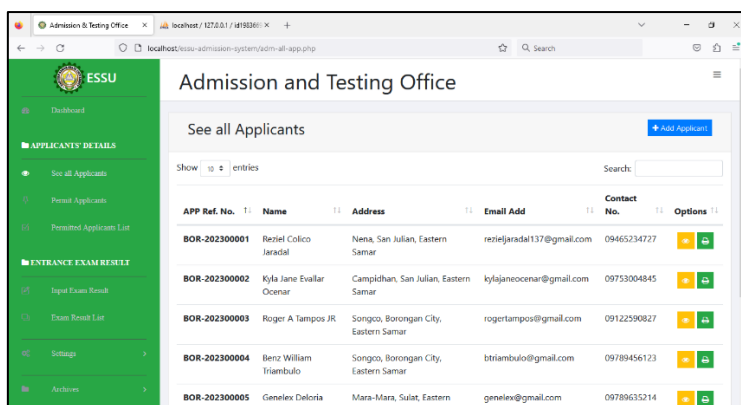 Admission & Testing Office
localhost / 127.0.0.1 /
localhost/essu-admission-system/adm-all-app.php
Search
ESSU
Dashboard
APPLICANTS' DETAILS
See all Applicants
Permit Applicants
Permitted Applicants List
ENTRANCE EXAM RESULT
Input Exam Result
Exam Result List
Settings
Archives
Admission and Testing Office
See all Applicants
Add Applicant
Show 10 entries
Search:
APP Ref. No. Name Address Email Add Contact No. Options
BOR-202300001 Reziel Colico Jaradal Nena, San Julian, Eastern Samar rezieljaradal137@gmail.com 09465234727
BOR-202300002 Kyla Jane Evallar Ocenar Campidhan, San Julian, Eastern Samar kylajaneocenar@gmail.com 09753004845
BOR-202300003 Roger A Tampos JR Songco, Borongan City, Eastern Samar rogertampos@gmail.com 09122590827
BOR-202300004 Benz William Triambulo Songco, Borongan City, Eastern Samar btriambulo@gmail.com 09789456123
BOR-202300005 Genelex Deloria Mara-Mara, Sulat, Eastern genelex@gmail.com 09789635214